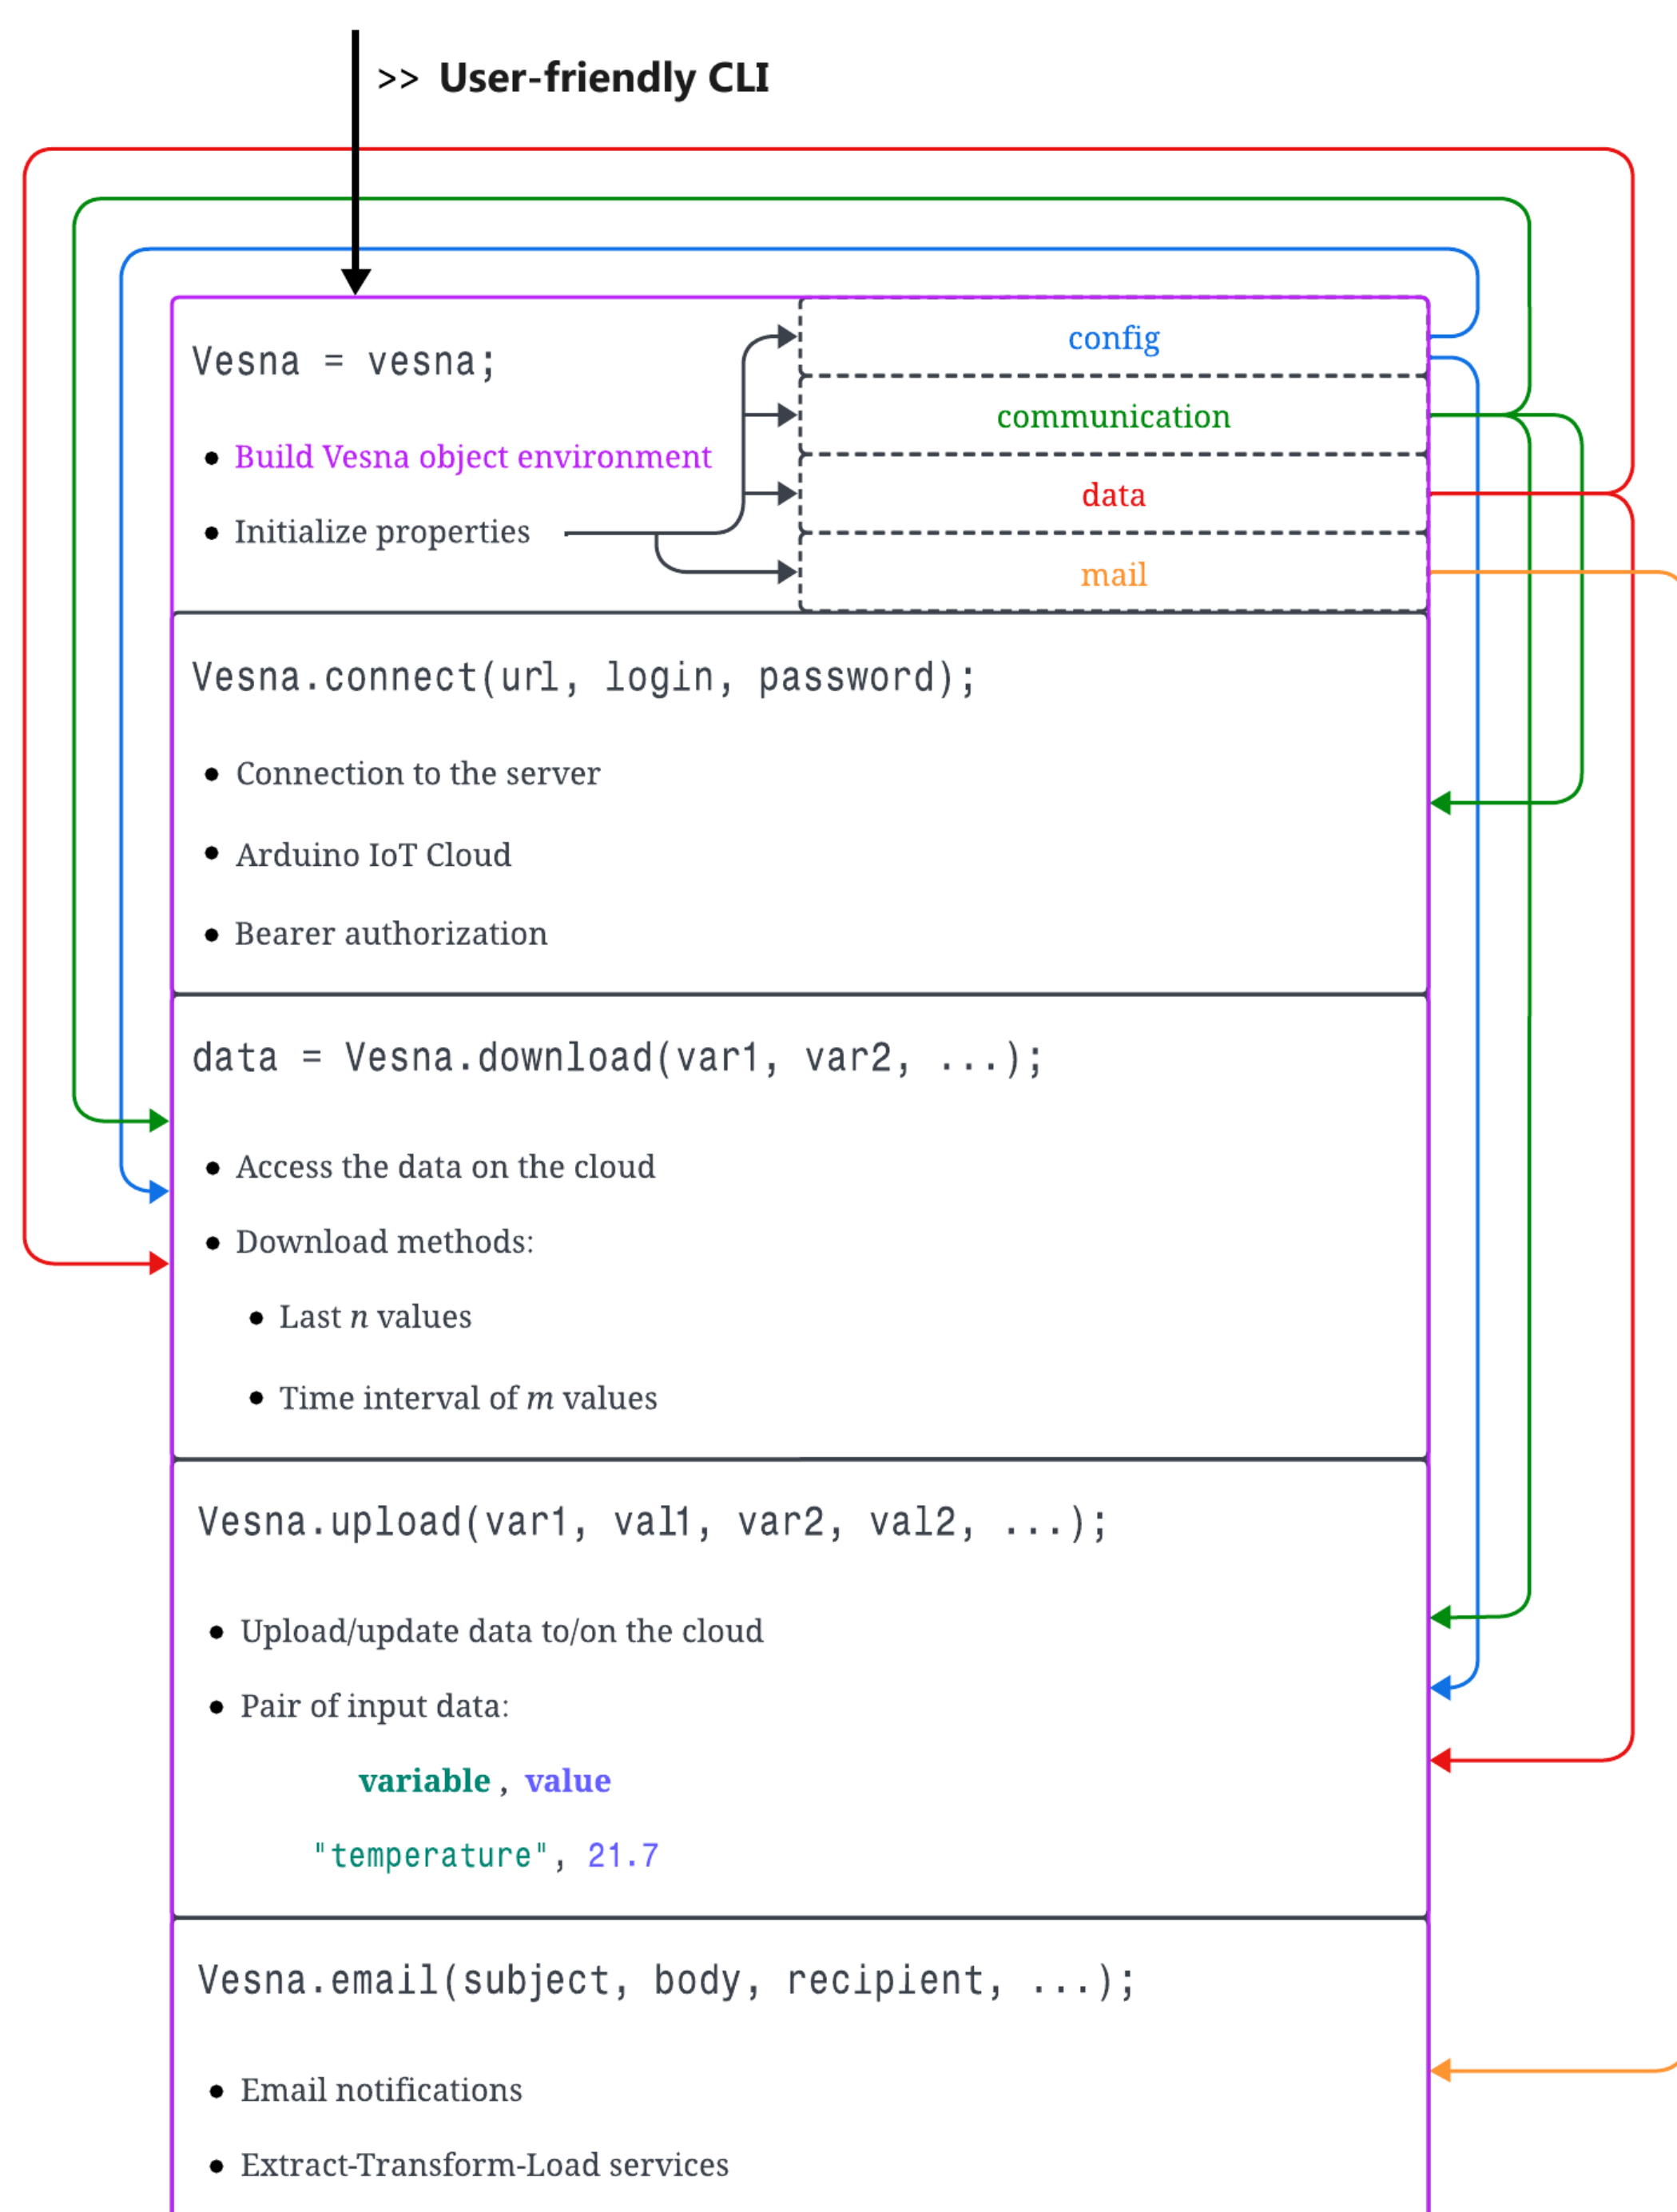 >> User-friendly CLI
Vesna = vesna;
Build Vesna object environment
Initialize properties
config
communication
data
mail
Vesna.connect(url, login, password);
Connection to the server
Arduino IoT Cloud
Bearer authorization
data = Vesna.download(var1, var2, ...);
Access the data on the cloud
Download methods:
Last n values
Time interval of m values
Vesna.upload(var1, val1, var2, val2, ...);
Upload/update data to/on the cloud
Pair of input data:
variable , value
"temperature", 21.7
Vesna.email(subject, body, recipient, ...);
Email notifications
Extract-Transform-Load services